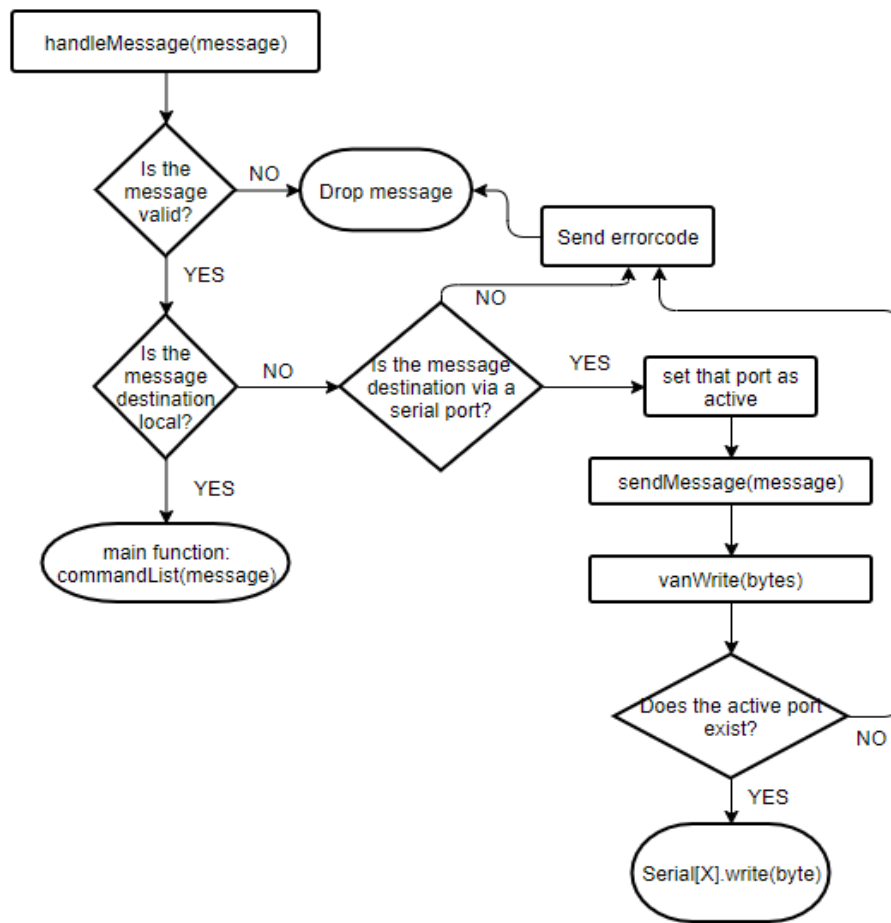 handleMessage(message)
Is the
message
valid?
NO
Drop message
Send errorcode
YES
NO
Is the
message
destination
local?
NO
Is the message
destination via a
serial port?
YES
set that port as
active
YES
sendMessage(message)
main function:
commandList(message)
vanWrite(bytes)
Does the active port
exist?
NO
YES
Serial[X].write(byte)